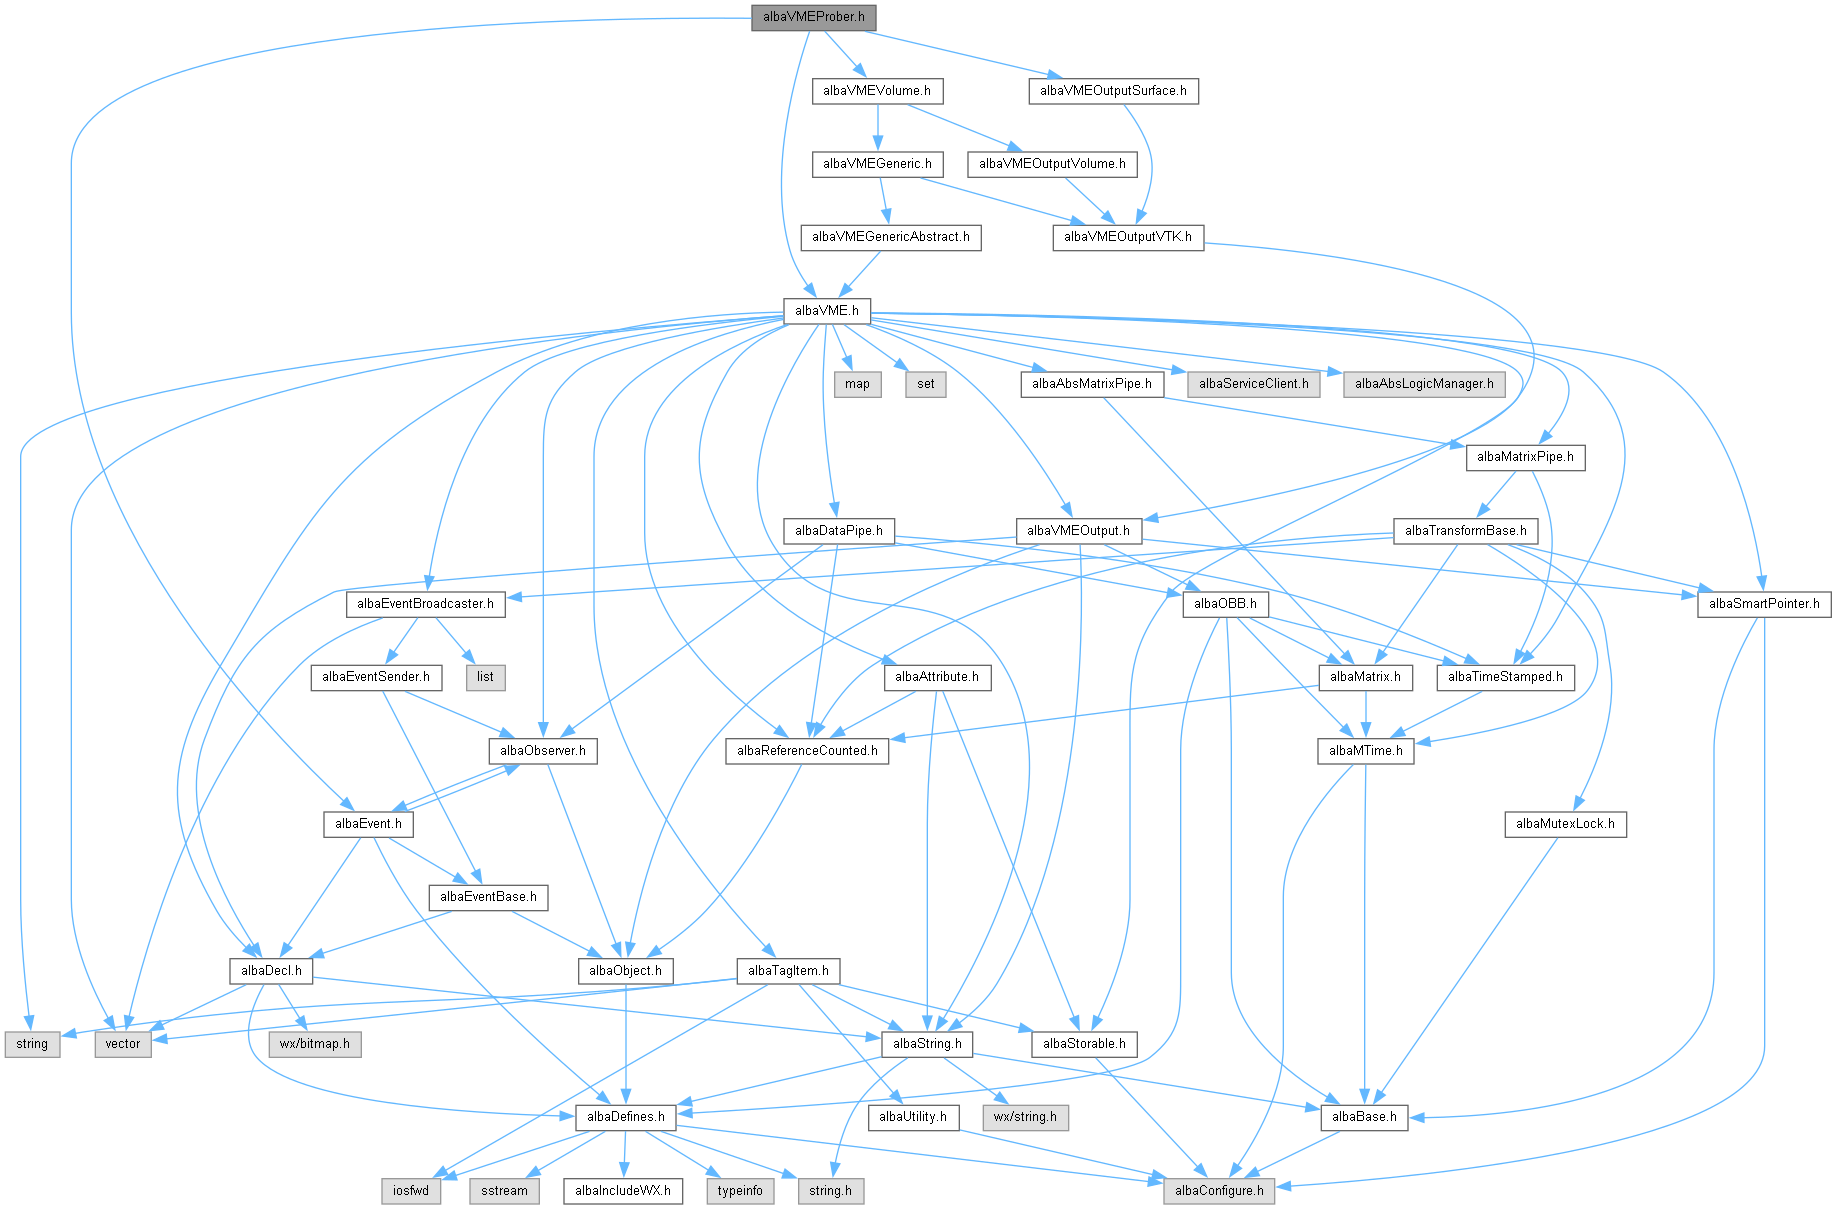 albaVMEProber.h
albaVMEVolume.h
albaVMEOutputSurface.h
albaVMEGeneric.h
albaVMEOutputVolume.h
albaVMEGenericAbstract.h
albaVMEOutputVTK.h
albaVME.h
map
set
albaAbsMatrixPipe.h
albaServiceClient.h
albaAbsLogicManager.h
albaMatrixPipe.h
albaDataPipe.h
albaVMEOutput.h
albaTransformBase.h
albaEventBroadcaster.h
albaOBB.h
albaSmartPointer.h
albaEventSender.h
list
albaAttribute.h
albaMatrix.h
albaTimeStamped.h
albaObserver.h
albaReferenceCounted.h
albaMTime.h
albaEvent.h
albaMutexLock.h
albaEventBase.h
albaDecl.h
albaObject.h
albaTagItem.h
string
vector
wx/bitmap.h
albaString.h
albaStorable.h
albaDefines.h
albaUtility.h
wx/string.h
albaBase.h
iosfwd
sstream
albaIncludeWX.h
typeinfo
string.h
albaConfigure.h